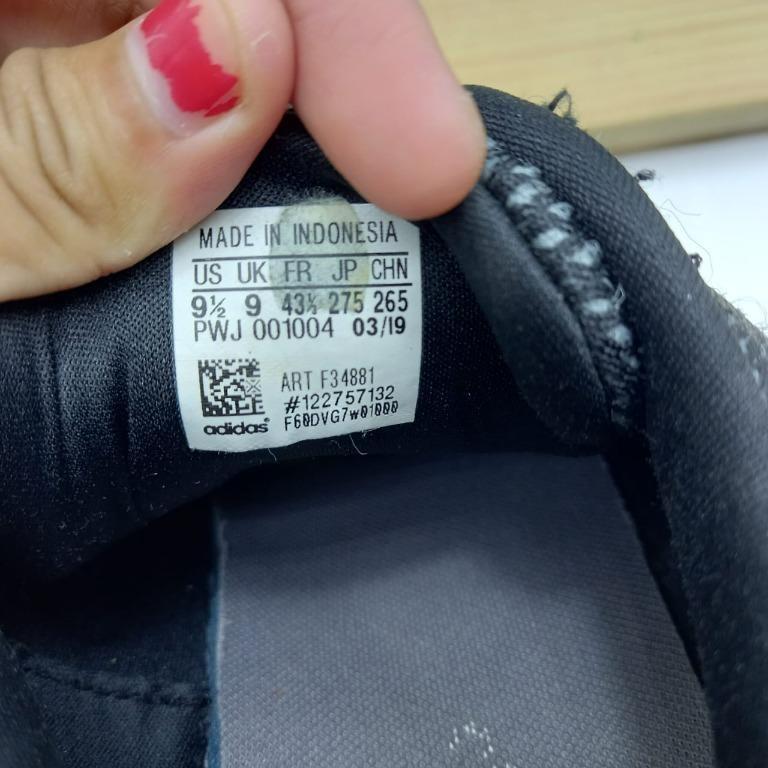 MADE IN INDONESIA
US UK FR JP CHN
9½ 9 43⅓ 275 265
PWJ 001004 03/19
ART F34881
#122757132
adidas® F60DVG7w01000